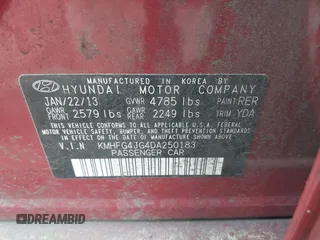 MANUFACTURED IN KOREA BY
HYUNDAI MOTOR COMPANY
JAN/22/13 GVWR 4785 lbs PAINT RER
GAWR FRONT 2579 lbs GAWR REAR 2249 lbs TRIM YDA
THIS VEHICLE CONFORMS TO ALL APPLICABLE U.S.A. FEDERAL
MOTOR VEHICLE SAFETY, BUMPER, AND THEFT PREVENTION
STANDARDS IN EFFECT ON THE DATE OF MANUFACTURE SHOWN ABOVE.
V.I.N KMHFG4JG4DA250183
PASSENGER CAR
DREAMBID